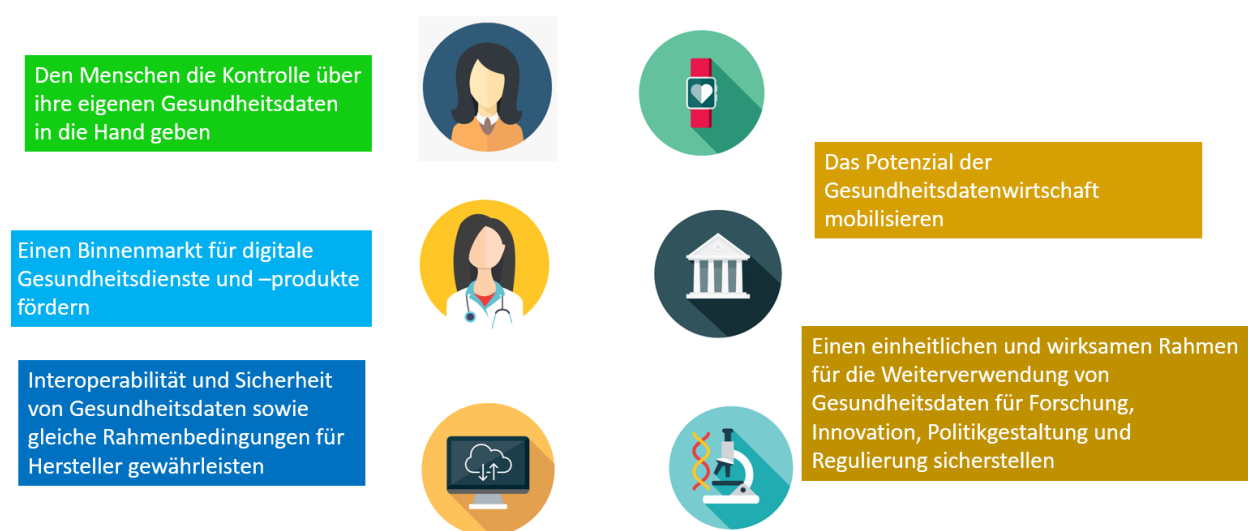 Den Menschen die Kontrolle über
ihre eigenen Gesundheitsdaten
in die Hand geben
Einen Binnenmarkt für digitale
Gesundheitsdienste und –produkte
fördern
Interoperabilität und Sicherheit
von Gesundheitsdaten sowie
gleiche Rahmenbedingungen für
Hersteller gewährleisten
Das Potenzial der
Gesundheitsdatenwirtschaft
mobilisieren
Einen einheitlichen und wirksamen Rahmen
für die Weiterverwendung von
Gesundheitsdaten für Forschung,
Innovation, Politikgestaltung und
Regulierung sicherstellen